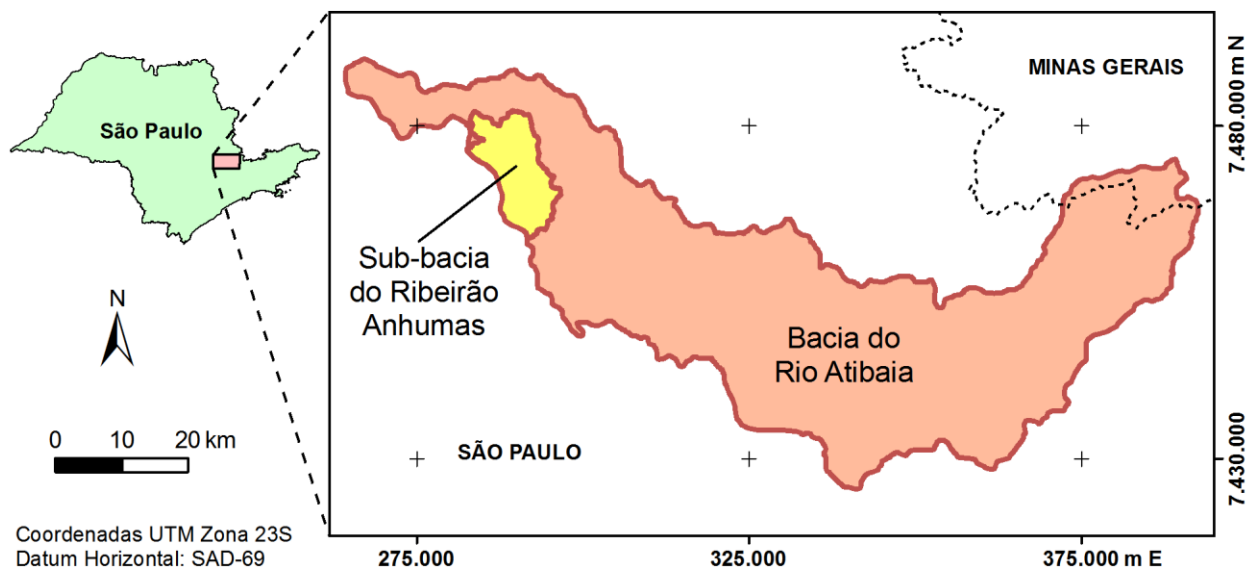 São Paulo
N
0 10 20 km
Coordenadas UTM Zona 23S
Datum Horizontal: SAD-69
MINAS GERAIS
Sub-bacia
do Ribeirão
Anhumas
Bacia do
Rio Atibaia
SÃO PAULO
7.480.000 m N
7.430.000
275.000 325.000 375.000 m E